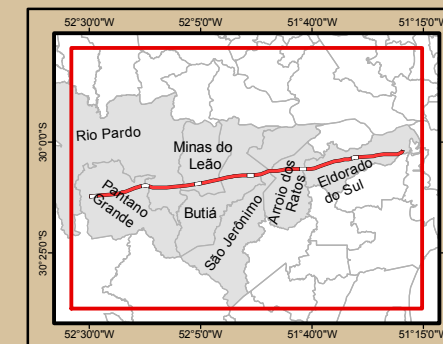 52°30'0"W 52°5'0"W 51°40'0"W 51°15'0"W
30°0'0"S
30°25'0"S
Rio Pardo
Minas do
Leão
Pantano
Grande
Butiá
São Jerônimo
Arroio dos
Ratos
Eldorado
do Sul
52°30'0"W 52°5'0"W 51°40'0"W 51°15'0"W